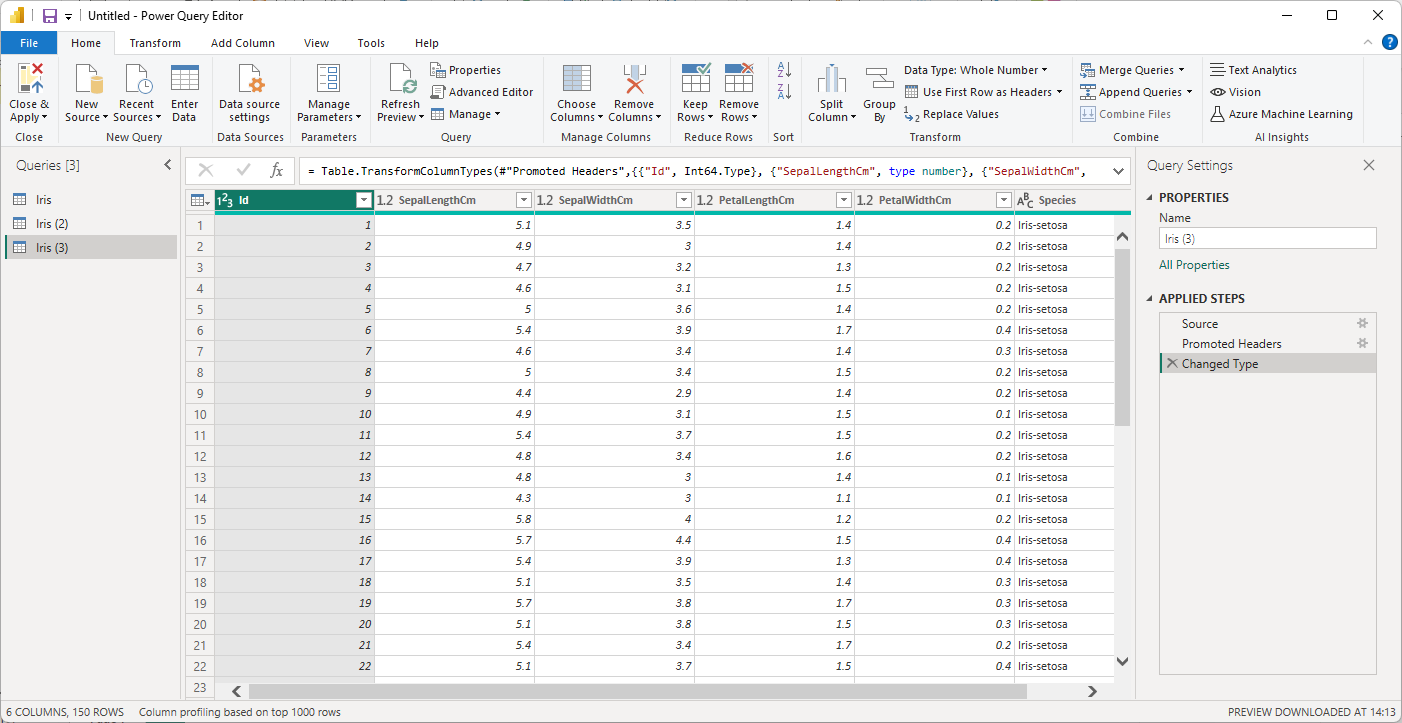 Untitled - Power Query Editor
File Home Transform Add Column View Tools Help
Close & Apply
Close
New Source
Recent Sources
Enter Data
New Query
Data source settings
Data Sources
Manage Parameters
Parameters
Refresh Preview
Properties
Advanced Editor
Manage
Query
Choose Columns
Remove Columns
Manage Columns
Keep Rows
Remove Rows
Reduce Rows
Sort
Split Column
Group By
Data Type: Whole Number
Use First Row as Headers
Replace Values
Transform
Merge Queries
Append Queries
Combine Files
Combine
Text Analytics
Vision
Azure Machine Learning
AI Insights
Queries [3]
Iris
Iris (2)
Iris (3)
fx = Table.TransformColumnTypes(#"Promoted Headers",{{"Id", Int64.Type}, {"SepalLengthCm", type number}, {"SepalWidthCm",
123 Id 1.2 SepalLengthCm 1.2 SepalWidthCm 1.2 PetalLengthCm 1.2 PetalWidthCm ABC Species
1 1 5.1 3.5 1.4 0.2 Iris-setosa
2 2 4.9 3 1.4 0.2 Iris-setosa
3 3 4.7 3.2 1.3 0.2 Iris-setosa
4 4 4.6 3.1 1.5 0.2 Iris-setosa
5 5 5 3.6 1.4 0.2 Iris-setosa
6 6 5.4 3.9 1.7 0.4 Iris-setosa
7 7 4.6 3.4 1.4 0.3 Iris-setosa
8 8 5 3.4 1.5 0.2 Iris-setosa
9 9 4.4 2.9 1.4 0.2 Iris-setosa
10 10 4.9 3.1 1.5 0.1 Iris-setosa
11 11 5.4 3.7 1.5 0.2 Iris-setosa
12 12 4.8 3.4 1.6 0.2 Iris-setosa
13 13 4.8 3 1.4 0.1 Iris-setosa
14 14 4.3 3 1.1 0.1 Iris-setosa
15 15 5.8 4 1.2 0.2 Iris-setosa
16 16 5.7 4.4 1.5 0.4 Iris-setosa
17 17 5.4 3.9 1.3 0.4 Iris-setosa
18 18 5.1 3.5 1.4 0.3 Iris-setosa
19 19 5.7 3.8 1.7 0.3 Iris-setosa
20 20 5.1 3.8 1.5 0.3 Iris-setosa
21 21 5.4 3.4 1.7 0.2 Iris-setosa
22 22 5.1 3.7 1.5 0.4 Iris-setosa
23
Query Settings
PROPERTIES
Name
Iris (3)
All Properties
APPLIED STEPS
Source
Promoted Headers
Changed Type
6 COLUMNS, 150 ROWS Column profiling based on top 1000 rows
PREVIEW DOWNLOADED AT 14:13